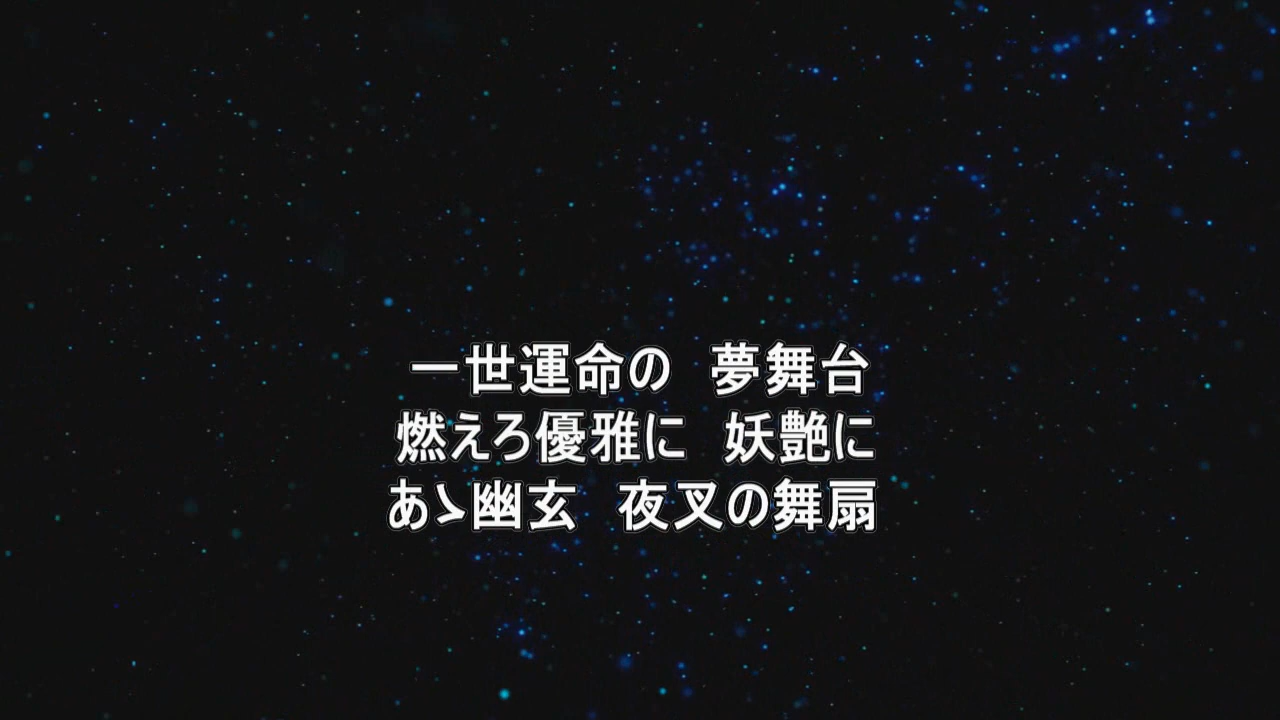 一世運命の　夢舞台
燃えろ優雅に　妖艶に
あゝ幽玄　夜叉の舞扇